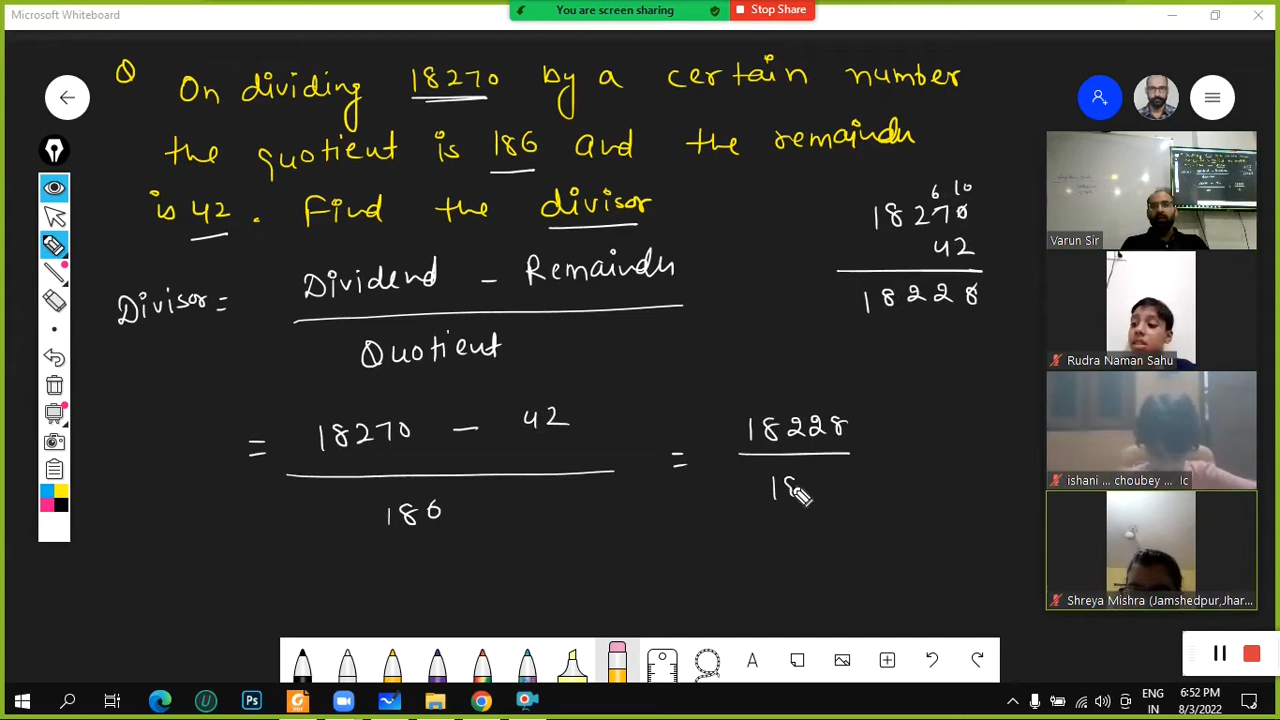 Microsoft Whiteboard
You are screen sharing
Stop Share
Q On dividing 18270 by a certain number
the quotient is 186 and the remainder
is 42. Find the divisor
6 10
18270
42
18228
Divisor = Dividend - Remainder
Quotient
= 18270 - 42 = 18228
186 18
Varun Sir
Rudra Naman Sahu
ishani ... choubey ... Ic
Shreya Mishra (Jamshedpur,Jhar...
A
U
Ps
ENG
IN
6:52 PM
8/3/2022